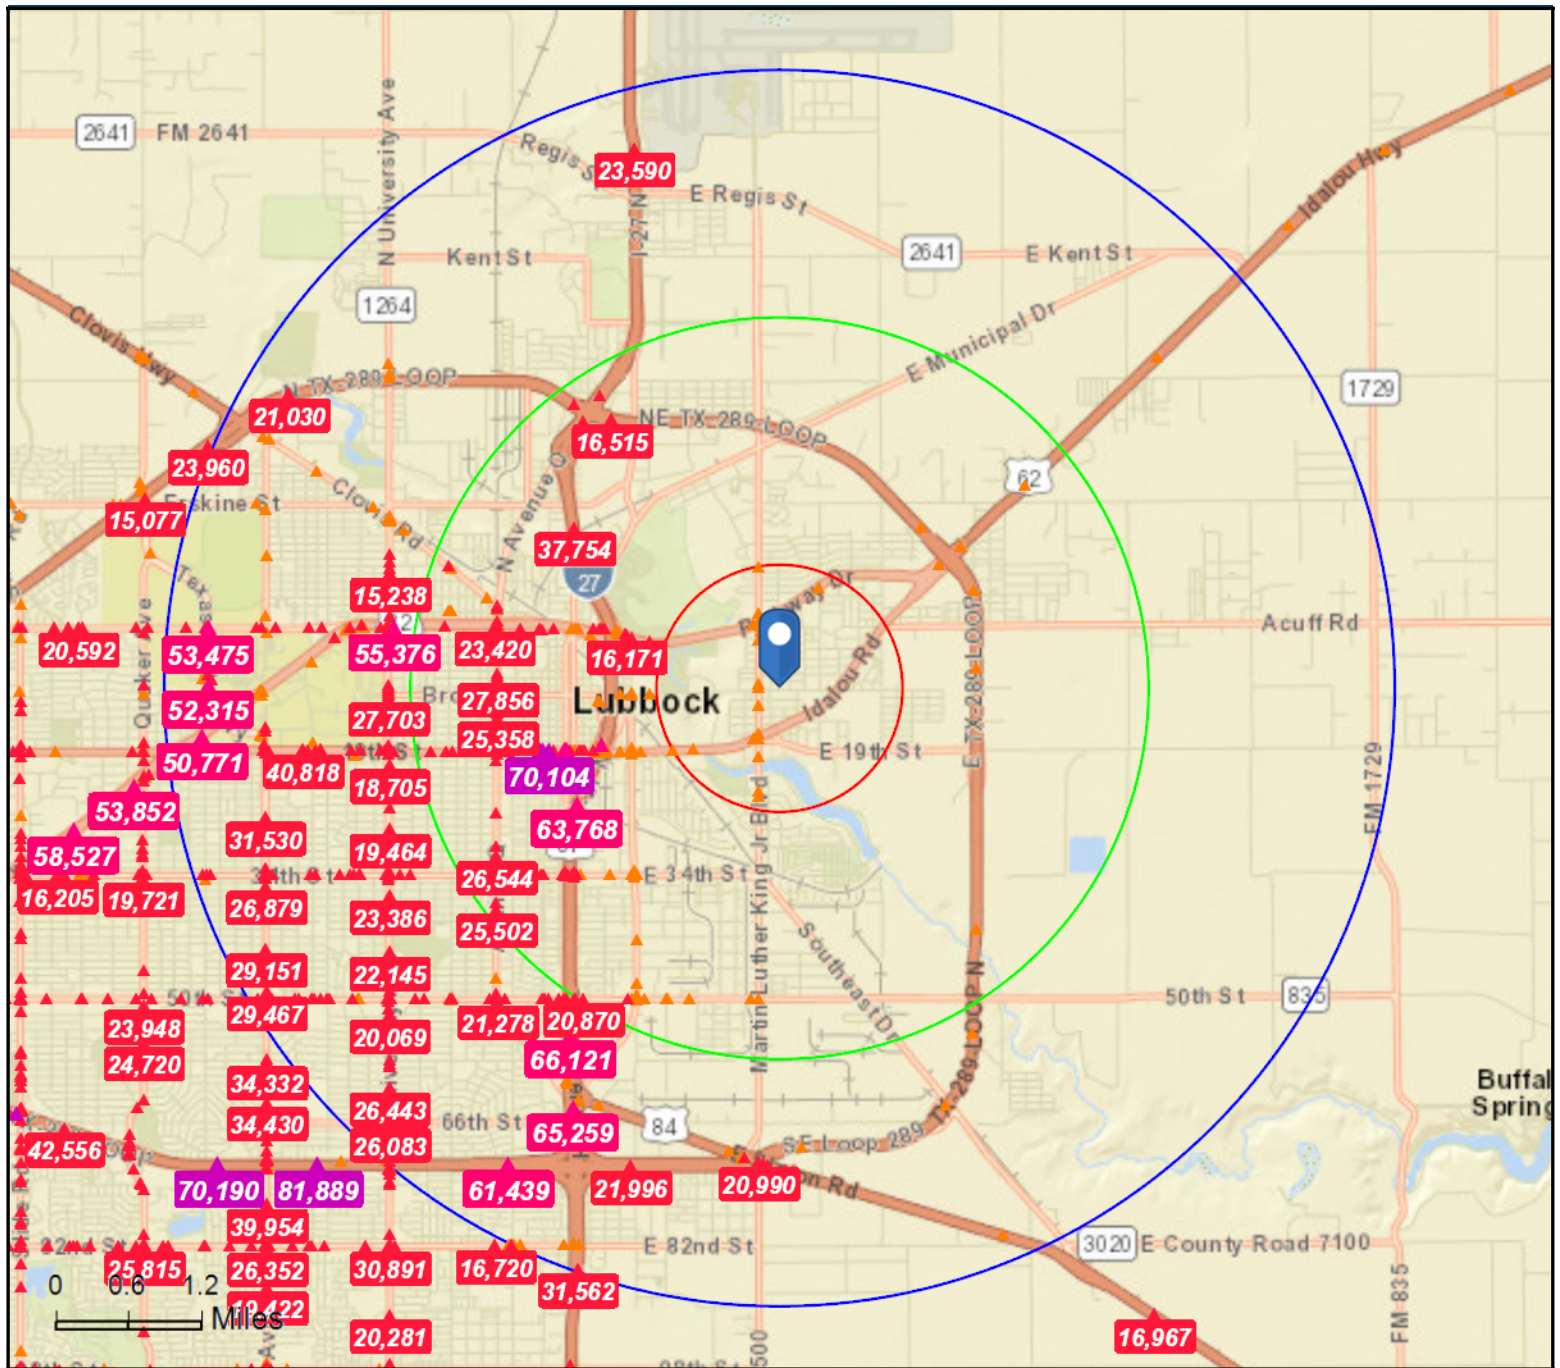 2641
FM 2641
N University Ave
Regis S
23,590
E Regis St
I-27 N
Idalou Hwy
Kent St
2641
E Kent St
1264
E Municipal Dr
Clovis Hwy
N TX-289 LOOP
21,030
NE TX-289 LOOP
16,515
1729
23,960
62
Erskine St
15,077
Clovis Rd
N Avenue Q
37,754
27
Texas
Quaker Ave
15,238
Acuff Rd
20,592
53,475
55,376
23,420
16,171
Idalou Rd
E TX-289 LOOP
52,315
Bro
27,856
Lubbock
27,703
25,358
50,771
40,818
E 19th St
FM 1729
70,104
18,705
53,852
63,768
31,530
19,464
58,527
34th St
26,544
E 34th St
Martin Luther King Jr Blvd
16,205
19,721
26,879
23,386
25,502
Southeast Dr
29,151
22,145
TX-289 LOOP N
50th S
50th St
835
29,467
23,948
20,069
21,278
20,870
24,720
66,121
34,332
Buffal
Spring
26,443
34,430
66th St
65,259
84
SE Loop 289
26,083
42,556
70,190
81,889
61,439
21,996
20,990
on Rd
39,954
82nd St
E 82nd St
3020
E County Road 7100
25,815
26,352
30,891
16,720
31,562
0 0.6 1.2
Miles
FM 835
20,281
16,967
500